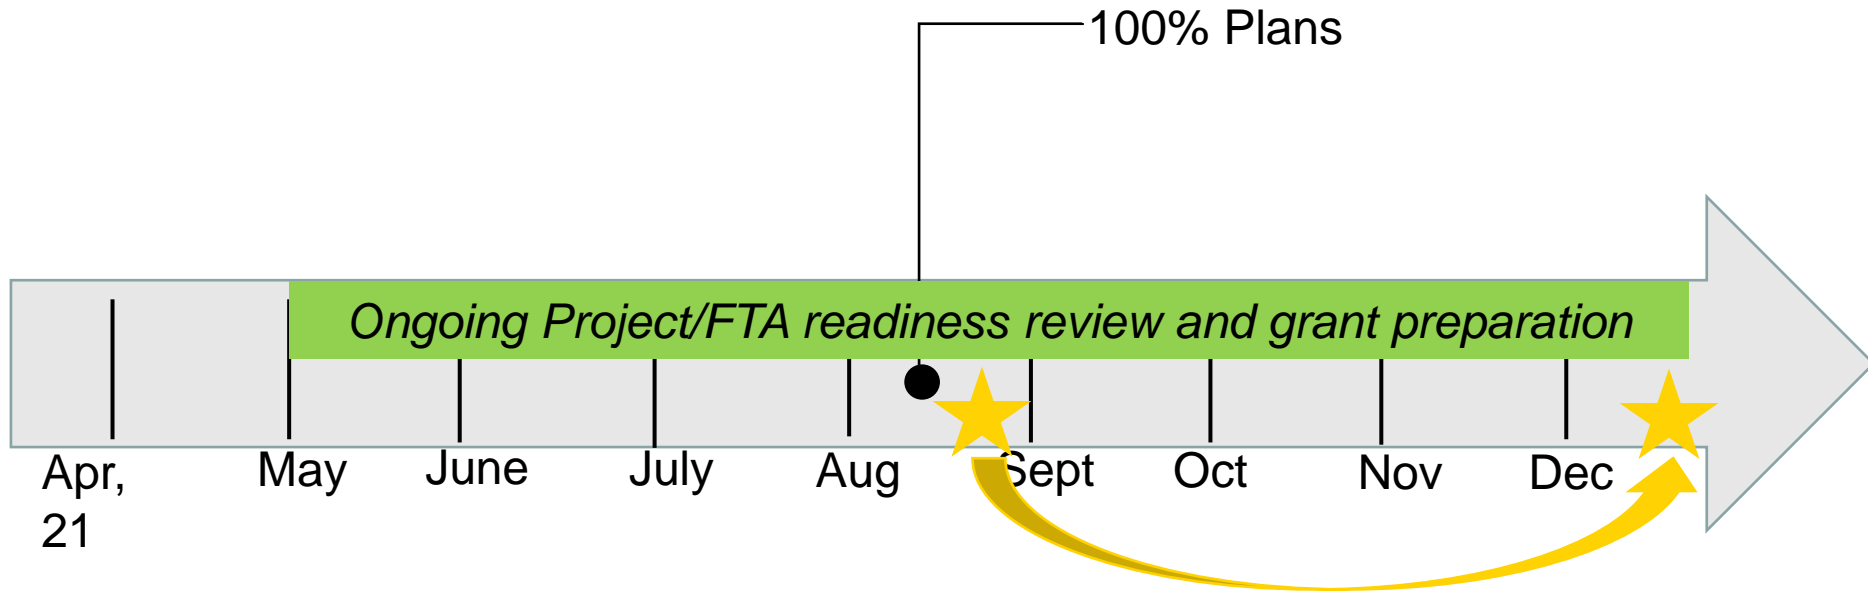 100% Plans
Ongoing Project/FTA readiness review and grant preparation
Apr,
21
May
June
July
Aug
Sept
Oct
Nov
Dec